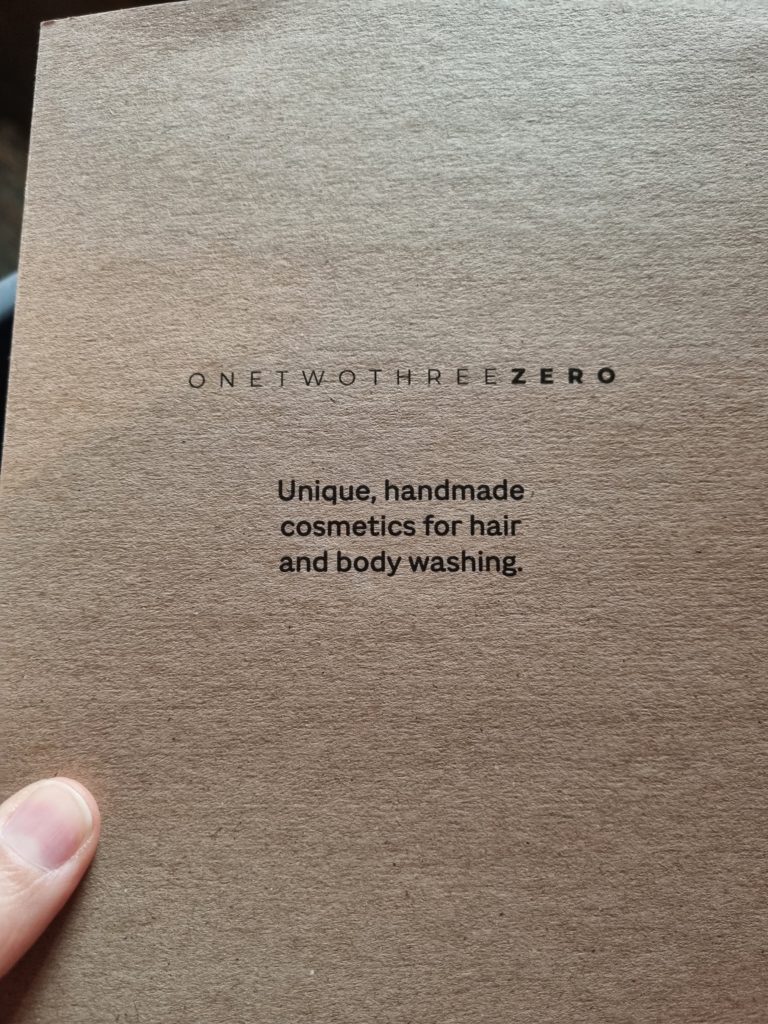 ONETWOTHREEZERO
Unique, handmade
cosmetics for hair
and body washing.